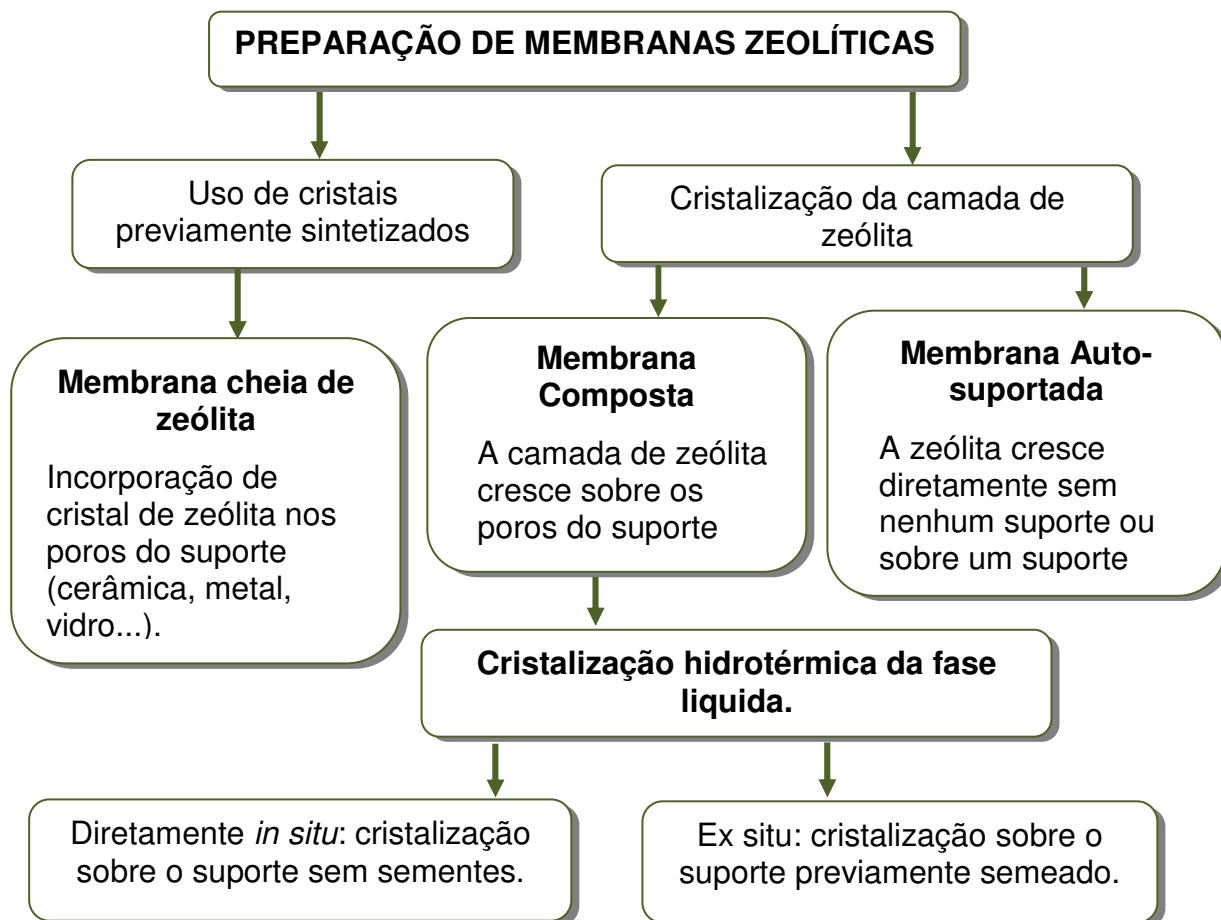 PREPARAÇÃO DE MEMBRANAS ZEOLÍTICAS
Uso de cristais
previamente sintetizados
Cristalização da camada de
zeólita
Membrana cheia de
zeólita
Incorporação de
cristal de zeólita nos
poros do suporte
(cerâmica, metal,
vidro...).
Membrana
Composta
A camada de zeólita
cresce sobre os
poros do suporte
Membrana Auto-
suportada
A zeólita cresce
diretamente sem
nenhum suporte ou
sobre um suporte
Cristalização hidrotérmica da fase
liquida.
Diretamente in situ: cristalização
sobre o suporte sem sementes.
Ex situ: cristalização sobre o
suporte previamente semeado.